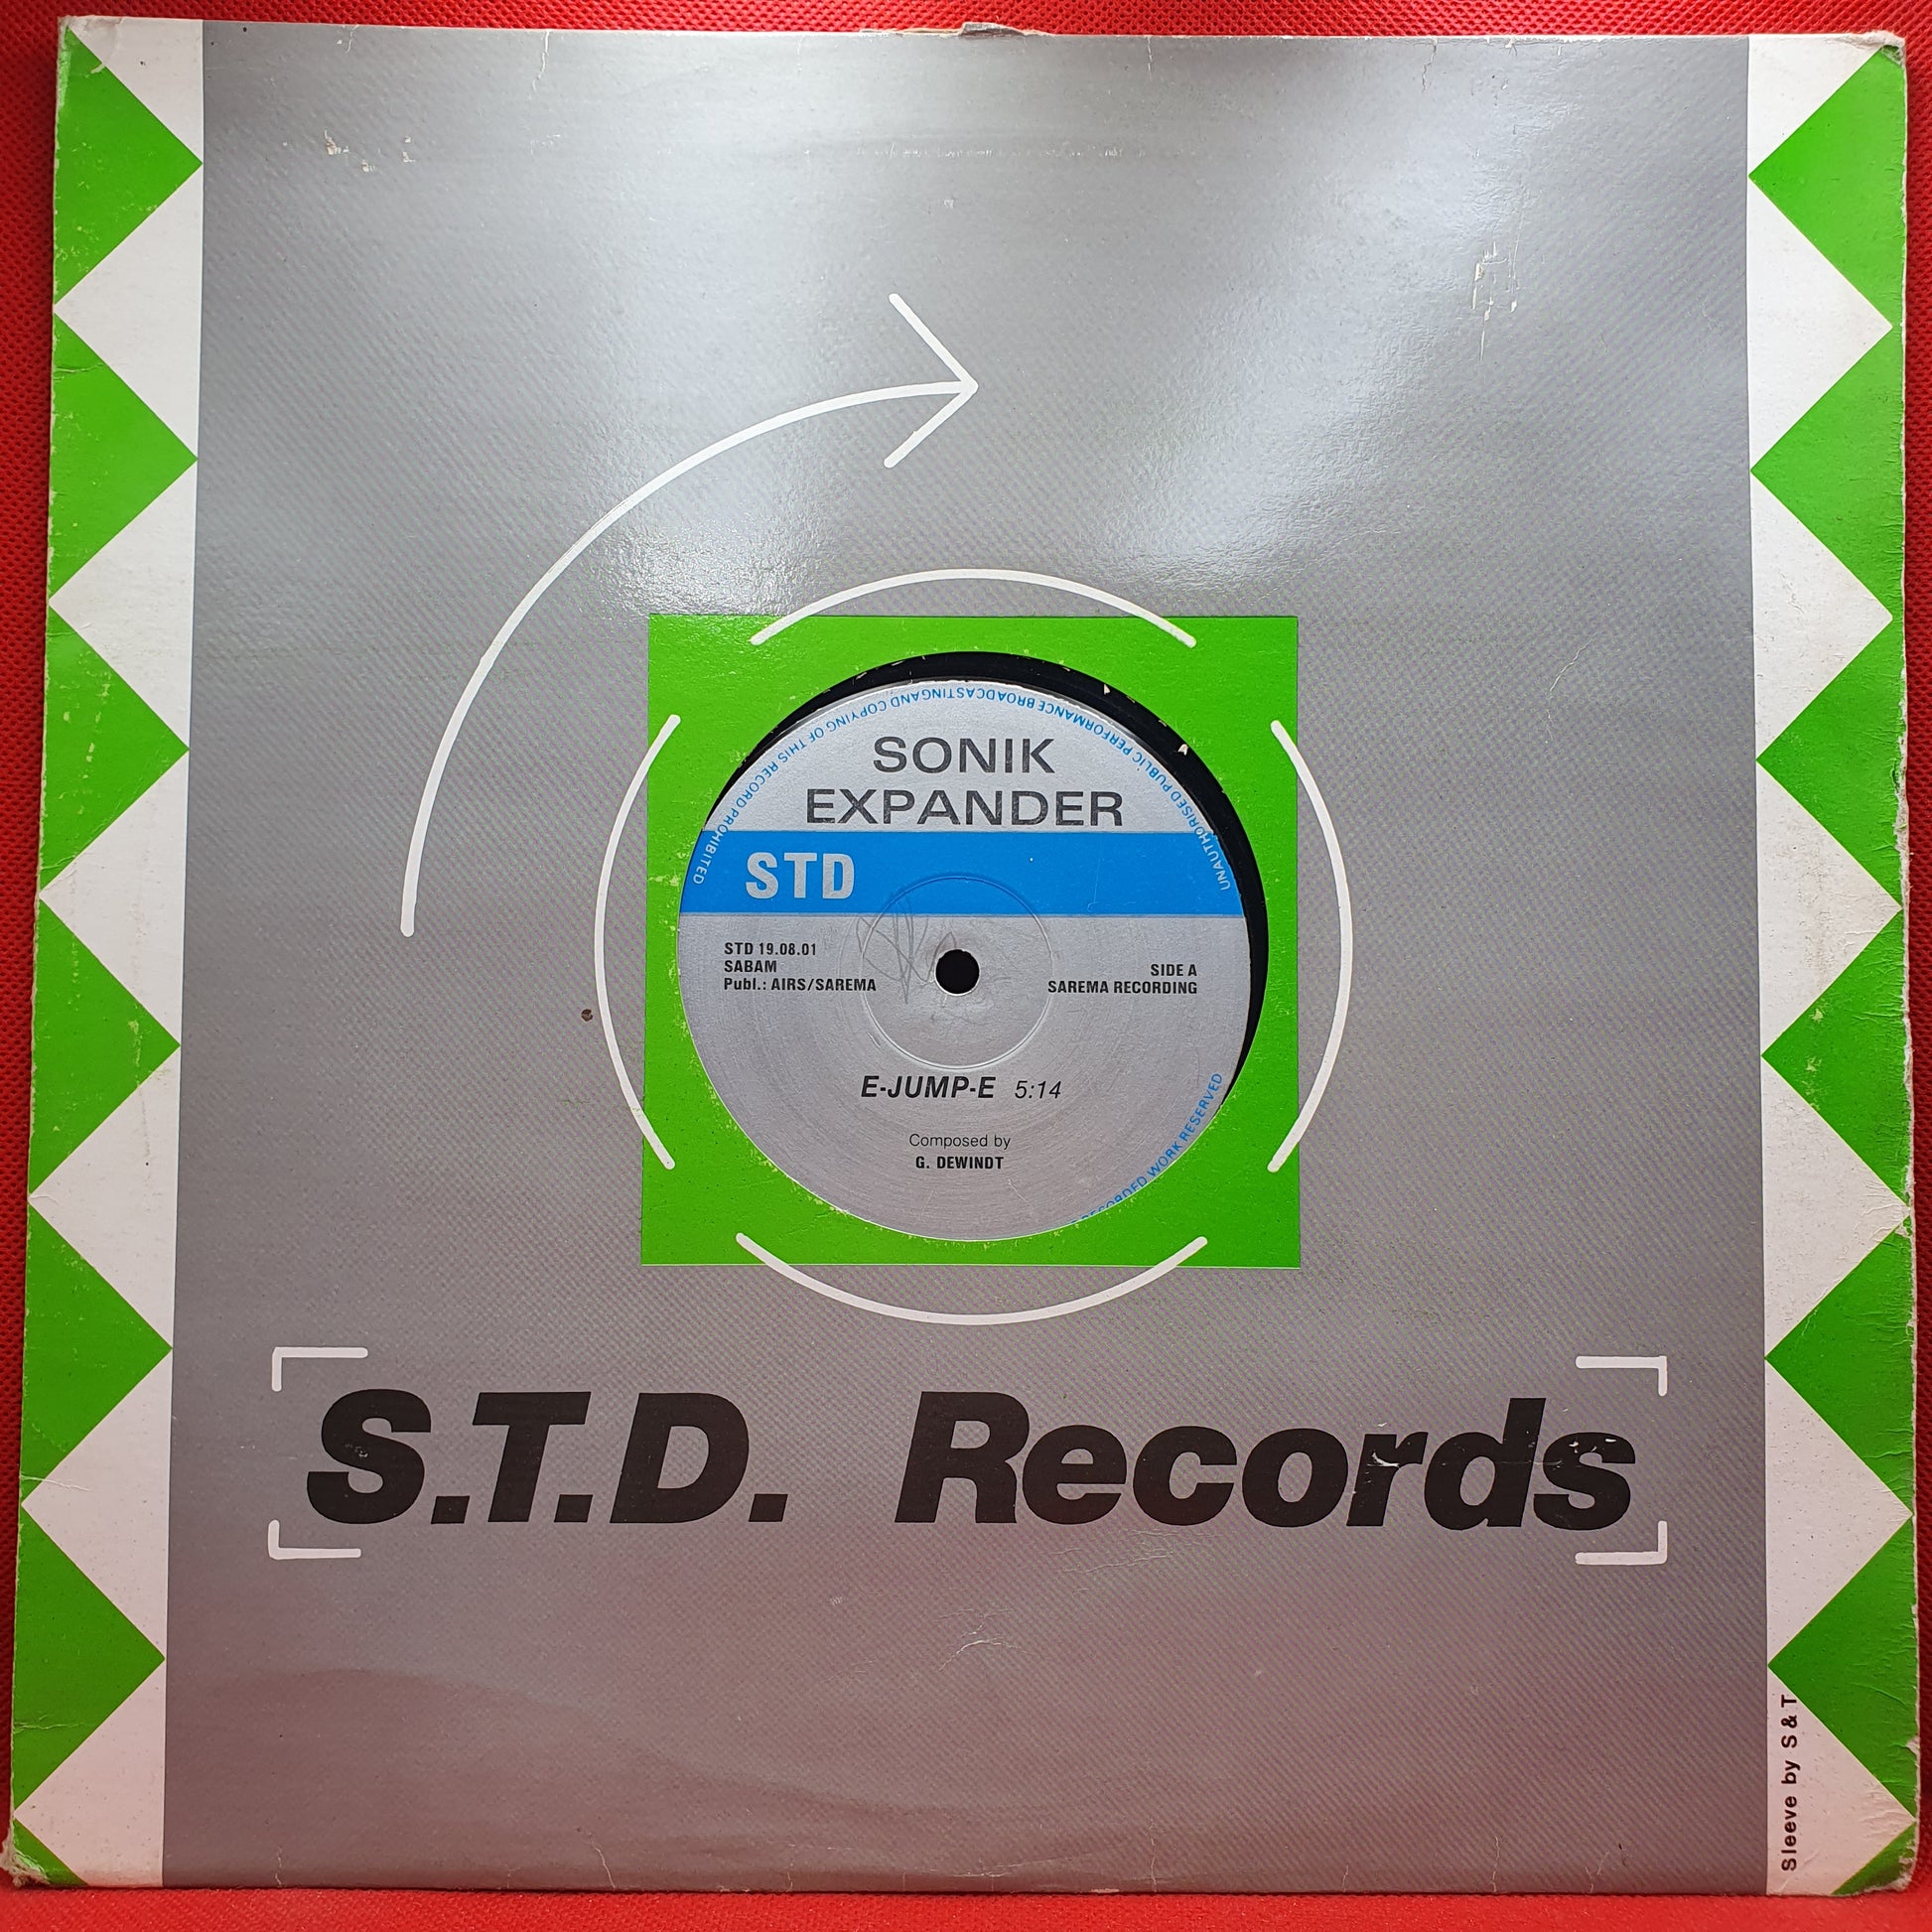 UNAUTHORISED PUBLIC PERFORMANCE BROADCASTING AND COPYING OF THIS RECORD PROHIBITED
SONIK
EXPANDER
STD
STD 19.08.01
SABAM
Publ.: AIRS/SAREMA
SIDE A
SAREMA RECORDING
E-JUMP-E 5:14
Composed by
G. DEWINDT
RECORDED WORK RESERVED
S.T.D. Records
Sleeve by S & T